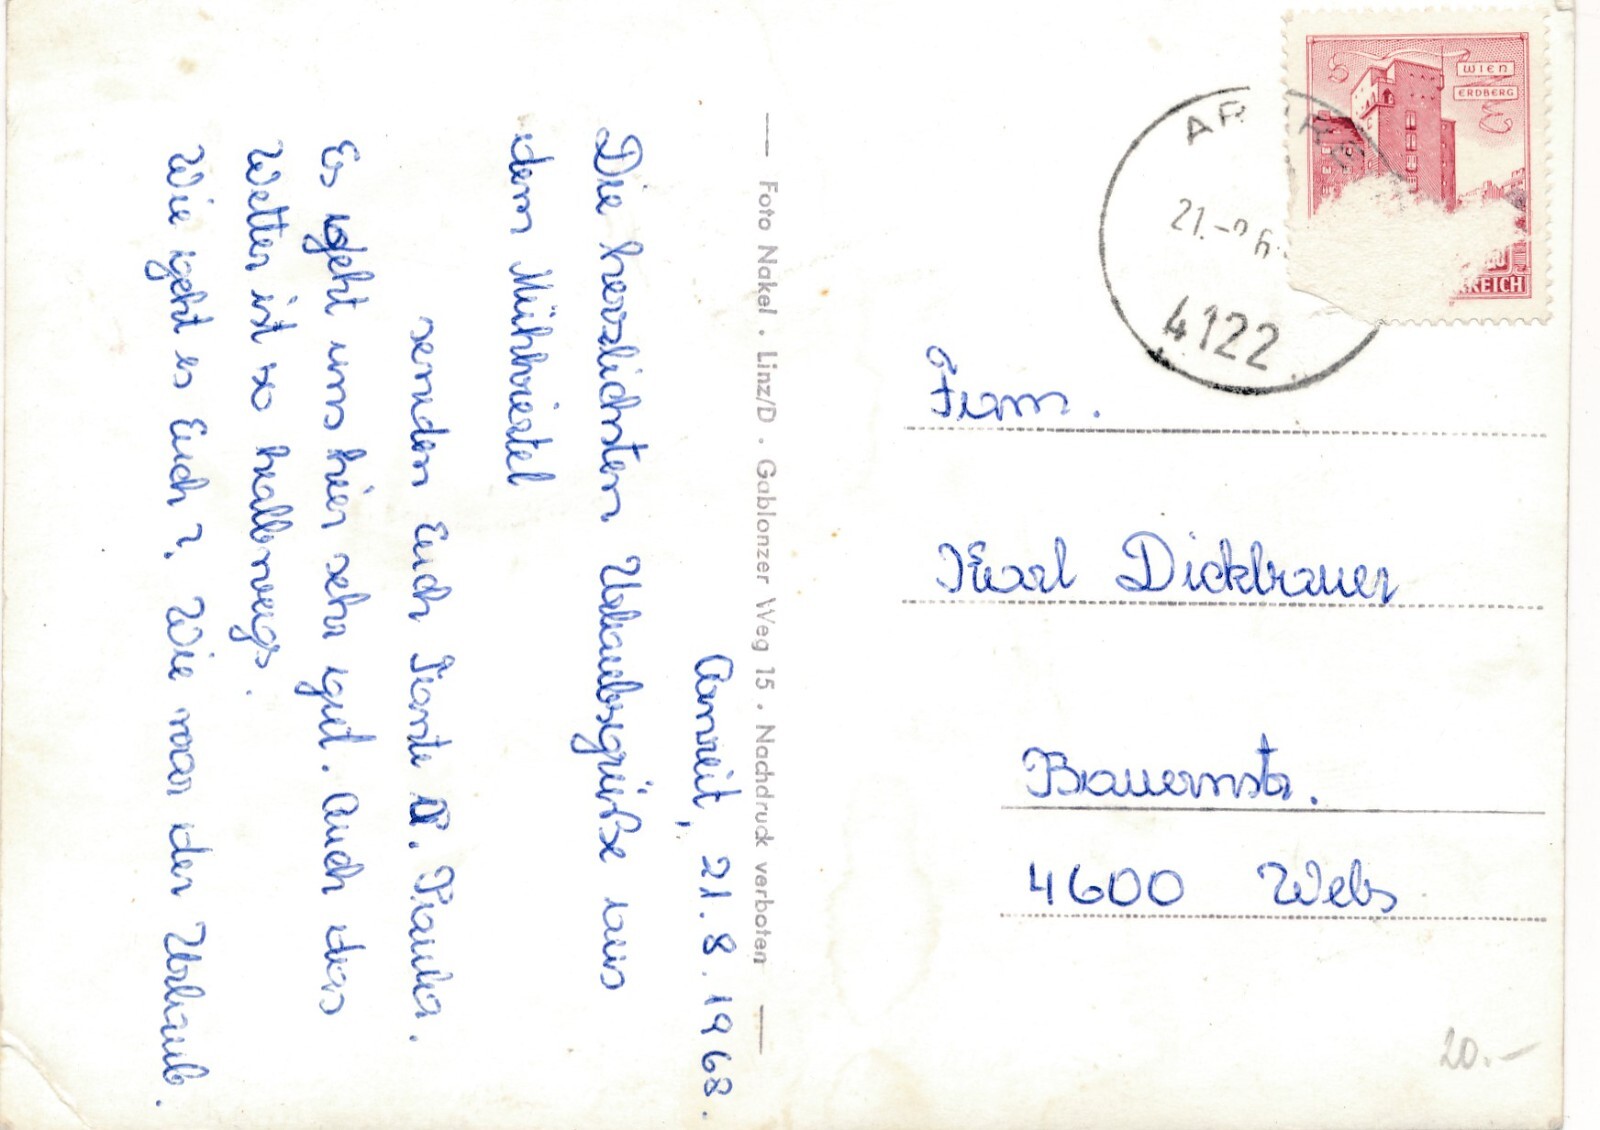 Arnreit, 21.8.1968.
Die herzlichsten Urlaubsgrüße aus
dem Mühlviertel
senden Euch Tante
Es geht uns hier sehr gut. Auch das
Wetter ist so halbwegs.
Wie geht es Euch?. Wie war der Urlaub.
Foto Nakel . Linz/D . Gablonzer Weg 15 . Nachdruck verboten
WIEN
ERDBERG
REICH
4122
Fam.
Karl Dickbauer
Bauernstr.
4600 Wels
20.-